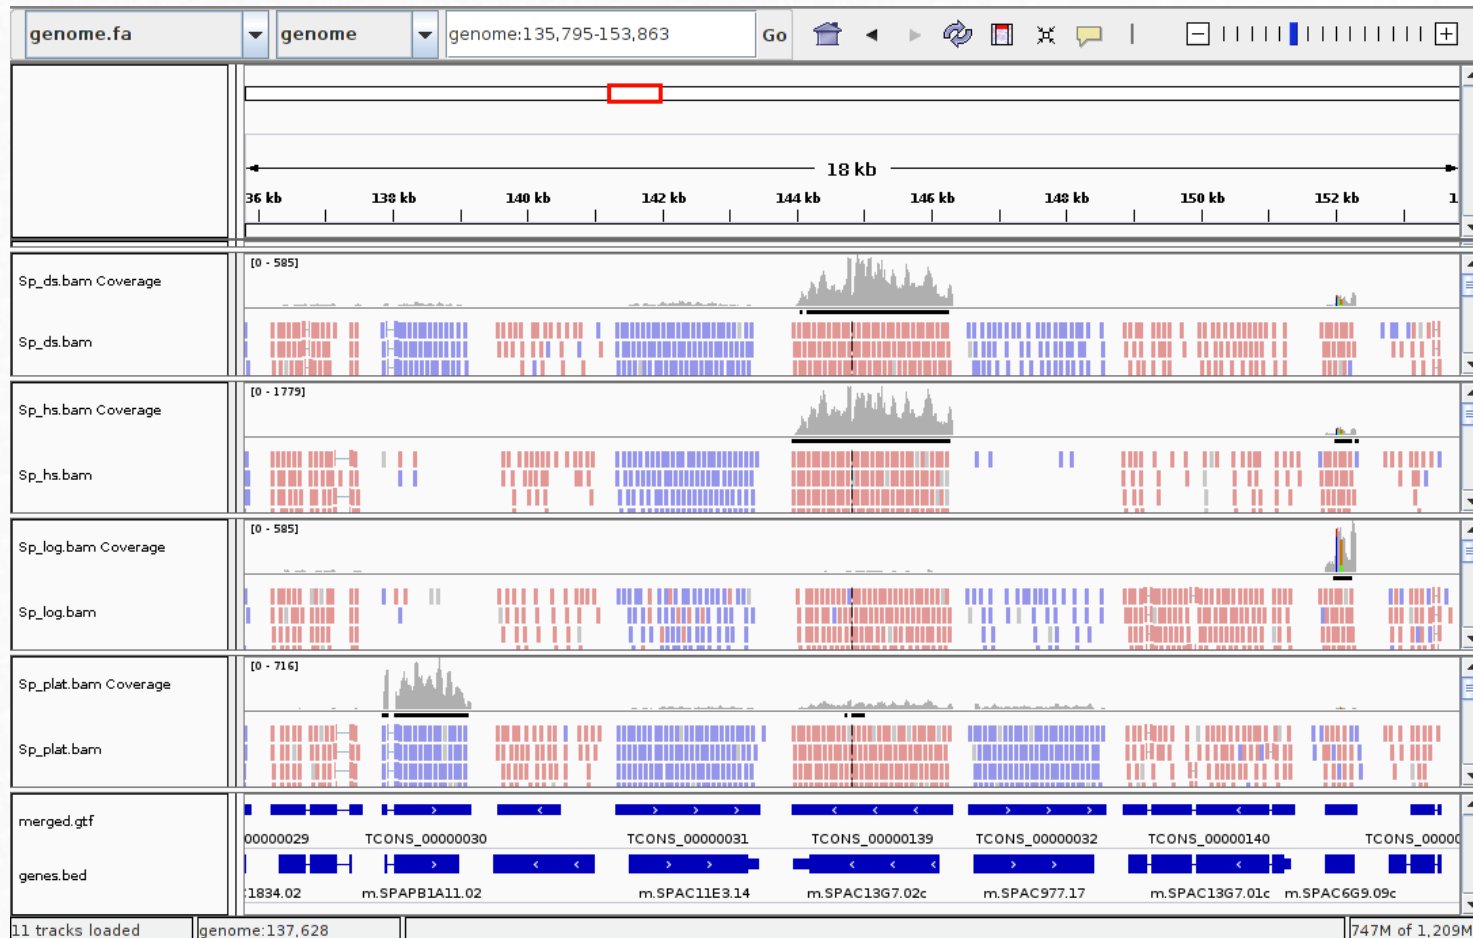 genome.fa genome genome:135,795-153,863 Go
18 kb
36 kb 138 kb 140 kb 142 kb 144 kb 146 kb 148 kb 150 kb 152 kb 1
[0 - 585]
Sp_ds.bam Coverage
Sp_ds.bam
[0 - 1779]
Sp_hs.bam Coverage
Sp_hs.bam
[0 - 585]
Sp_log.bam Coverage
Sp_log.bam
[0 - 716]
Sp_plat.bam Coverage
Sp_plat.bam
merged.gtf
00000029 TCONS_00000030 TCONS_00000031 TCONS_00000139 TCONS_00000032 TCONS_00000140 TCONS_0000
genes.bed
1834.02 m.SPAPB1A11.02 m.SPAC11E3.14 m.SPAC13G7.02c m.SPAC977.17 m.SPAC13G7.01c m.SPAC6G9.09c
11 tracks loaded genome:137,628 747M of 1,209M